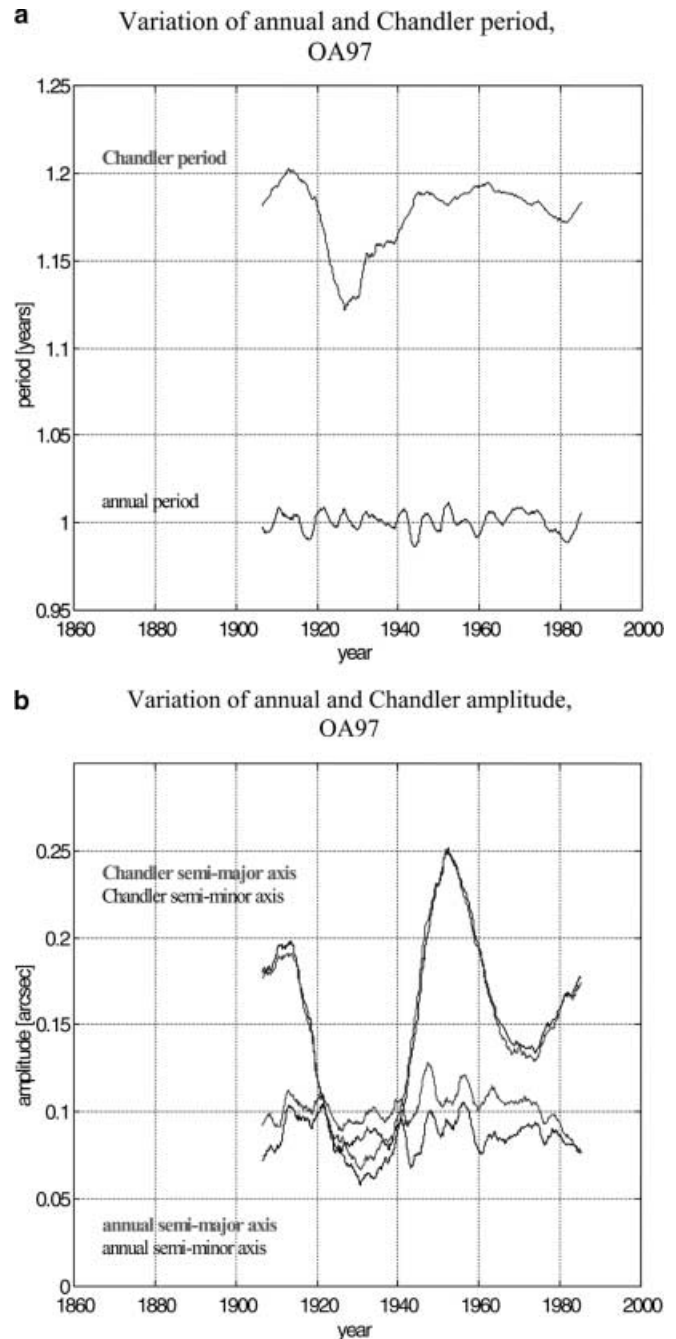 a
Variation of annual and Chandler period,
OA97
1.25
1.2
1.15
1.1
1.05
1
0.95
period [years]
Chandler period
annual period
1860 1880 1900 1920 1940 1960 1980 2000
year
b
Variation of annual and Chandler amplitude,
OA97
0.25
0.2
0.15
0.1
0.05
0
amplitude [arcsec]
Chandler semi-major axis
Chandler semi-minor axis
annual semi-major axis
annual semi-minor axis
1860 1880 1900 1920 1940 1960 1980 2000
year